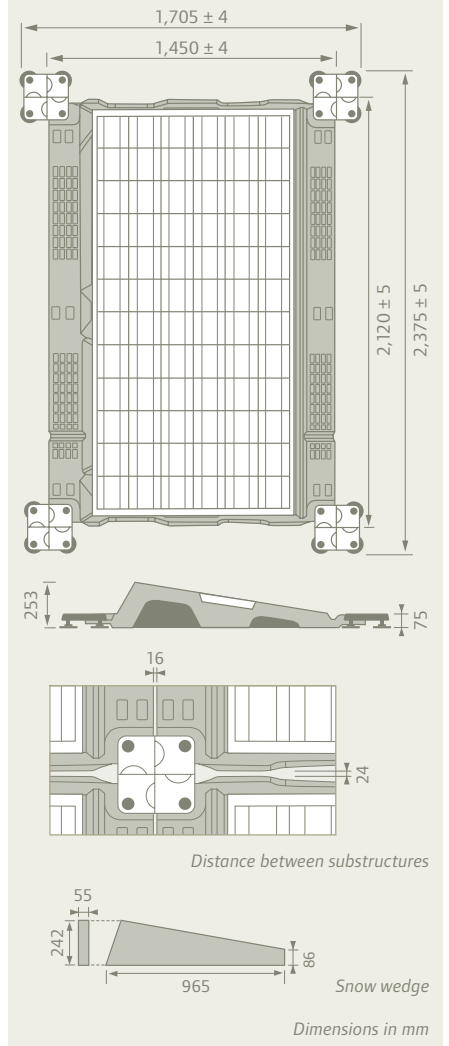 1,705 ± 4
1,450 ± 4
2,120 ± 5
2,375 ± 5
253
75
16
24
Distance between substructures
55
242
86
965
Snow wedge
Dimensions in mm